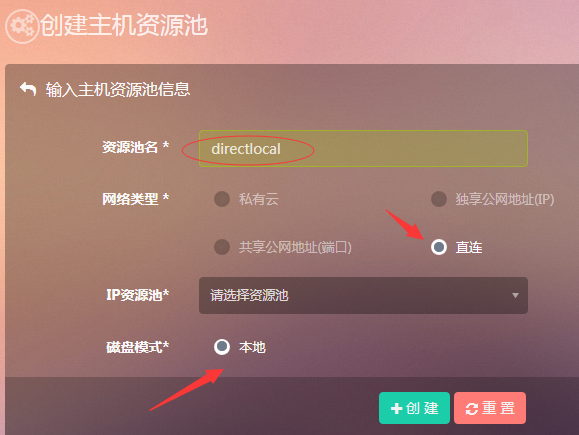 创建主机资源池
输入主机资源池信息
资源池名 * directlocal
网络类型 * 私有云 独享公网地址(IP)
共享公网地址(端口) 直连
IP资源池* 请选择资源池
磁盘模式* 本地
创 建 重 置